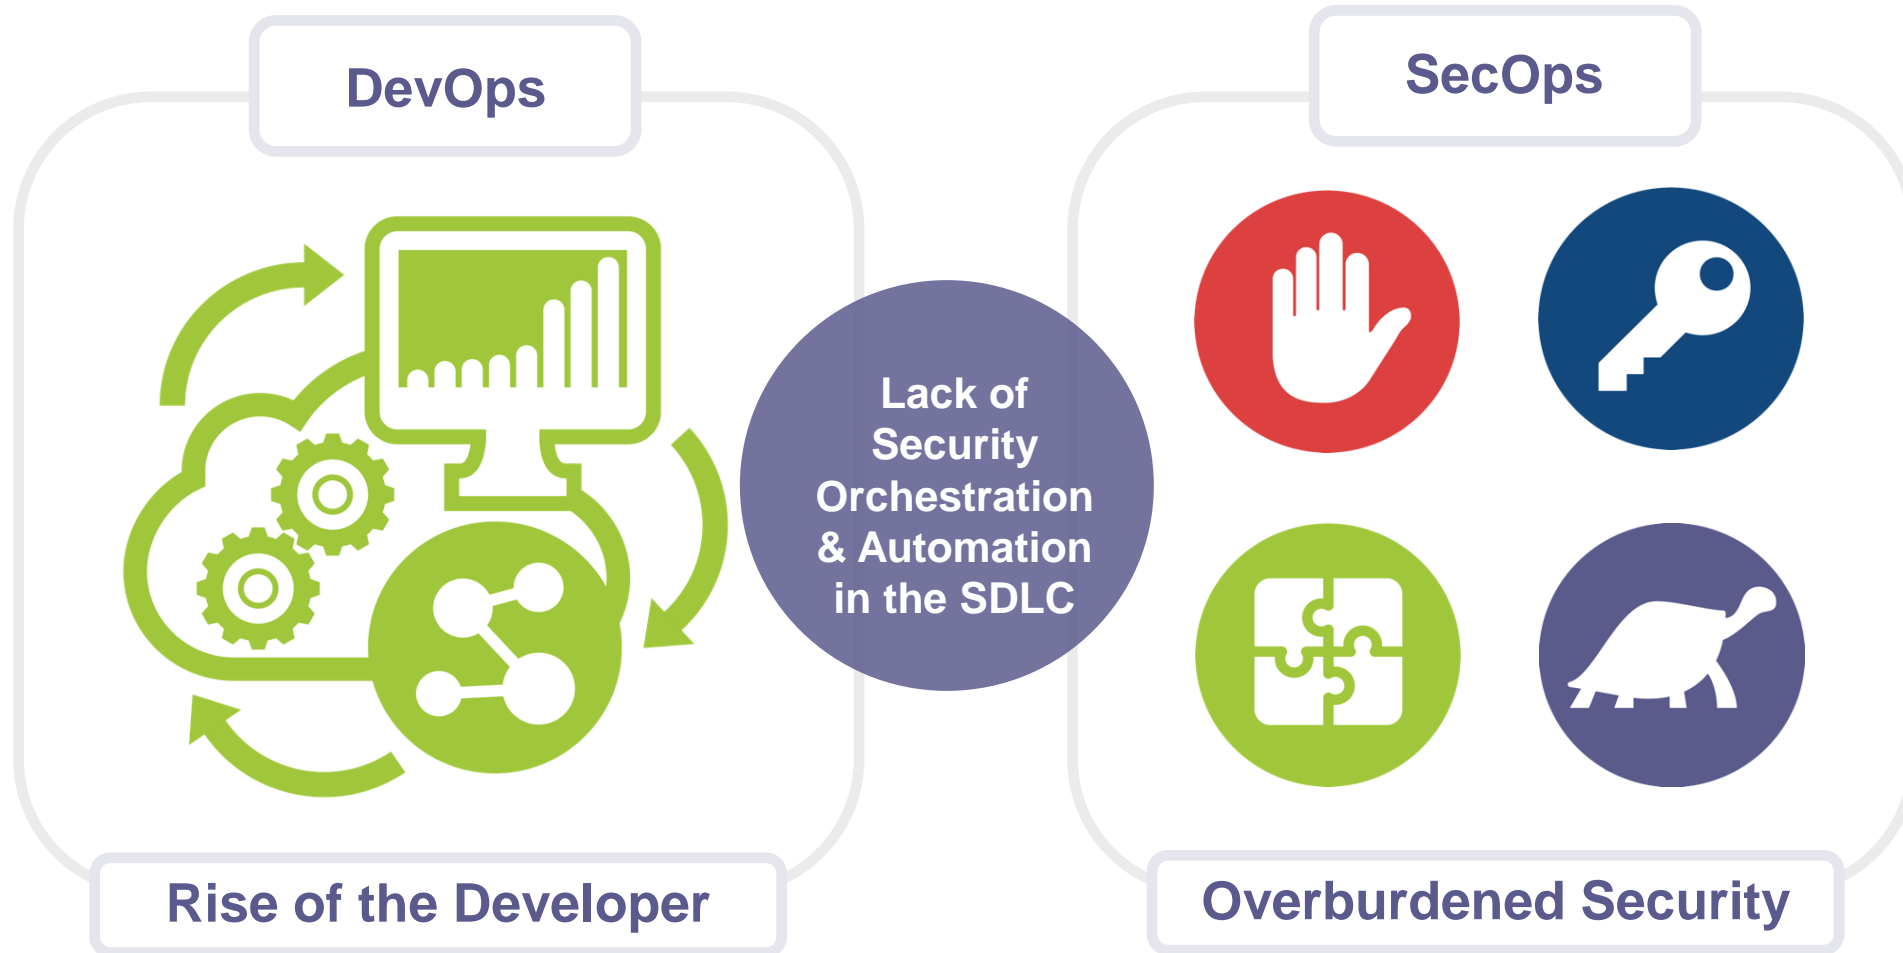 DevOps
SecOps
Lack of
Security
Orchestration
& Automation
in the SDLC
Rise of the Developer
Overburdened Security